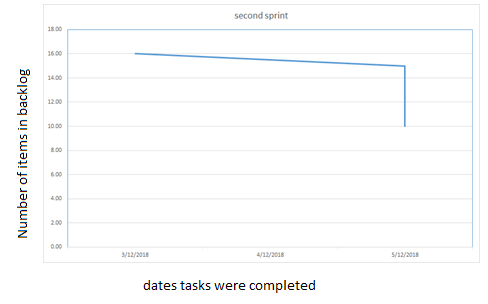 second sprint
18.00
16.00
14.00
12.00
10.00
8.00
6.00
4.00
2.00
0.00
Number of items in backlog
3/12/2018 4/12/2018 5/12/2018
dates tasks were completed